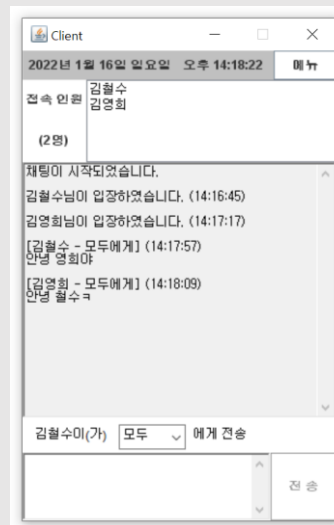 Client
2022년 1월 16일 일요일 오후 14:18:22 메뉴
접속 인원
(2명)
김철수
김영희
채팅이 시작되었습니다.
김철수님이 입장하였습니다. (14:16:45)
김영희님이 입장하였습니다. (14:17:17)
[김철수 - 모두에게] (14:17:57)
안녕 영희야
[김영희 - 모두에게] (14:18:09)
안녕 철수ㅋ
김철수이(가) 모두 에게 전송
전 송